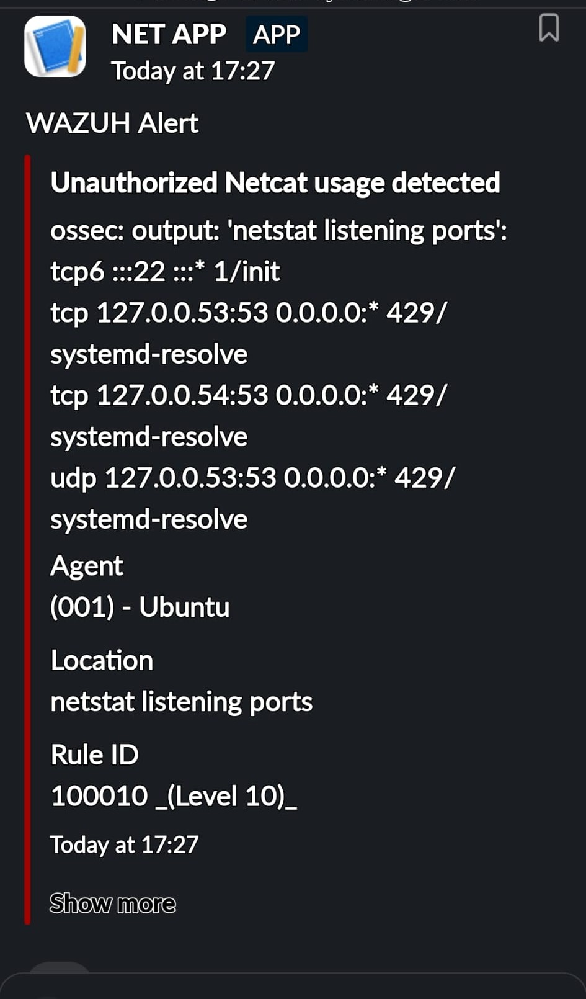 NET APP APP
Today at 17:27
WAZUH Alert
Unauthorized Netcat usage detected
ossec: output: 'netstat listening ports':
tcp6 :::22 :::* 1/init
tcp 127.0.0.53:53 0.0.0.0:* 429/
systemd-resolve
tcp 127.0.0.54:53 0.0.0.0:* 429/
systemd-resolve
udp 127.0.0.53:53 0.0.0.0:* 429/
systemd-resolve
Agent
(001) - Ubuntu
Location
netstat listening ports
Rule ID
100010 _(Level 10)_
Today at 17:27
Show more